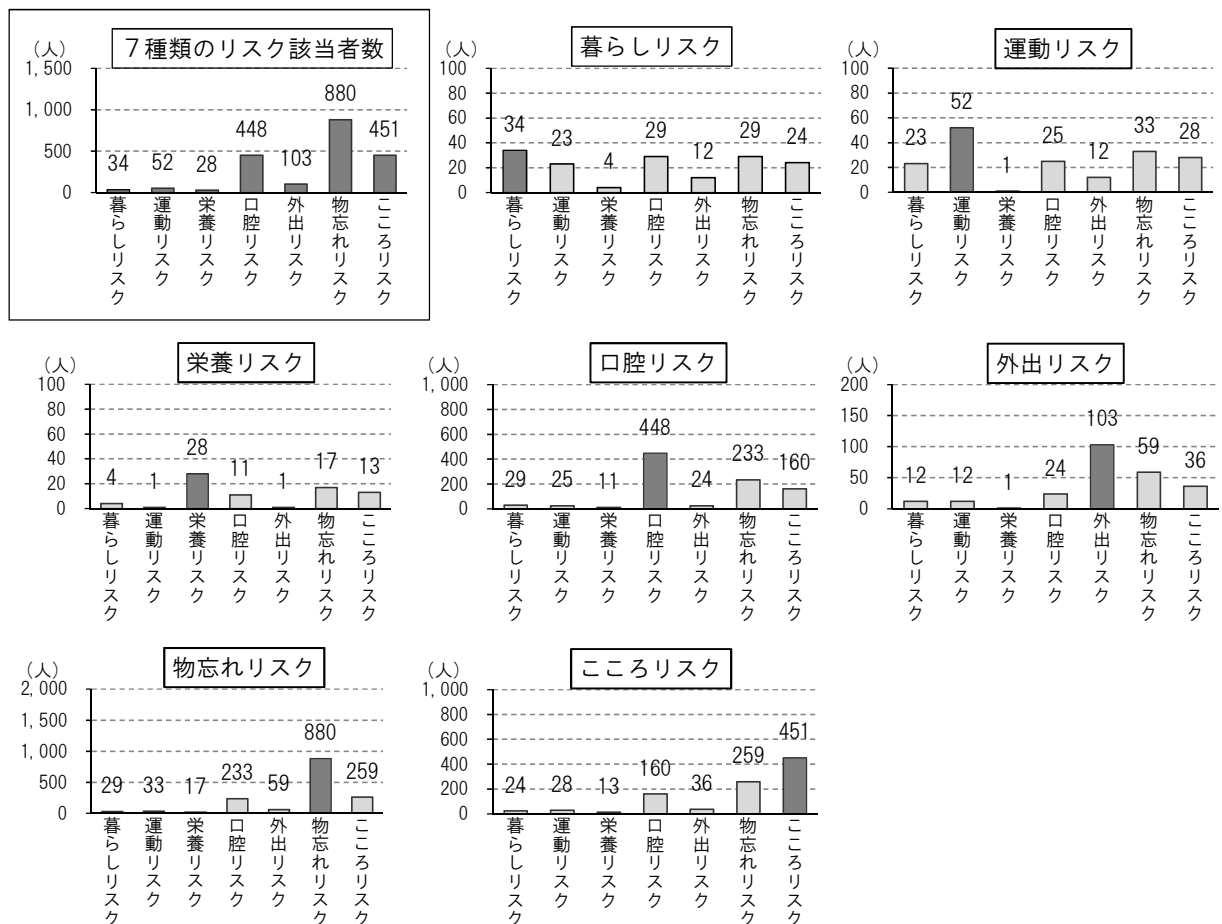 7種類のリスク該当者数
(人)
1,500
1,000
500
0
34
52
28
448
103
880
451
暮らしリスク
運動リスク
栄養リスク
口腔リスク
外出リスク
物忘れリスク
こころリスク
暮らしリスク
(人)
100
80
60
40
20
0
34
23
4
29
12
29
24
暮らしリスク
運動リスク
栄養リスク
口腔リスク
外出リスク
物忘れリスク
こころリスク
運動リスク
(人)
100
80
60
40
20
0
23
52
1
25
12
33
28
暮らしリスク
運動リスク
栄養リスク
口腔リスク
外出リスク
物忘れリスク
こころリスク
栄養リスク
(人)
100
80
60
40
20
0
4
1
28
11
1
17
13
暮らしリスク
運動リスク
栄養リスク
口腔リスク
外出リスク
物忘れリスク
こころリスク
口腔リスク
(人)
1,000
800
600
400
200
0
29
25
11
448
24
233
160
暮らしリスク
運動リスク
栄養リスク
口腔リスク
外出リスク
物忘れリスク
こころリスク
外出リスク
(人)
200
150
100
50
0
12
12
1
24
103
59
36
暮らしリスク
運動リスク
栄養リスク
口腔リスク
外出リスク
物忘れリスク
こころリスク
物忘れリスク
(人)
2,000
1,500
1,000
500
0
29
33
17
233
59
880
259
暮らしリスク
運動リスク
栄養リスク
口腔リスク
外出リスク
物忘れリスク
こころリスク
こころリスク
(人)
1,000
800
600
400
200
0
24
28
13
160
36
259
451
暮らしリスク
運動リスク
栄養リスク
口腔リスク
外出リスク
物忘れリスク
こころリスク